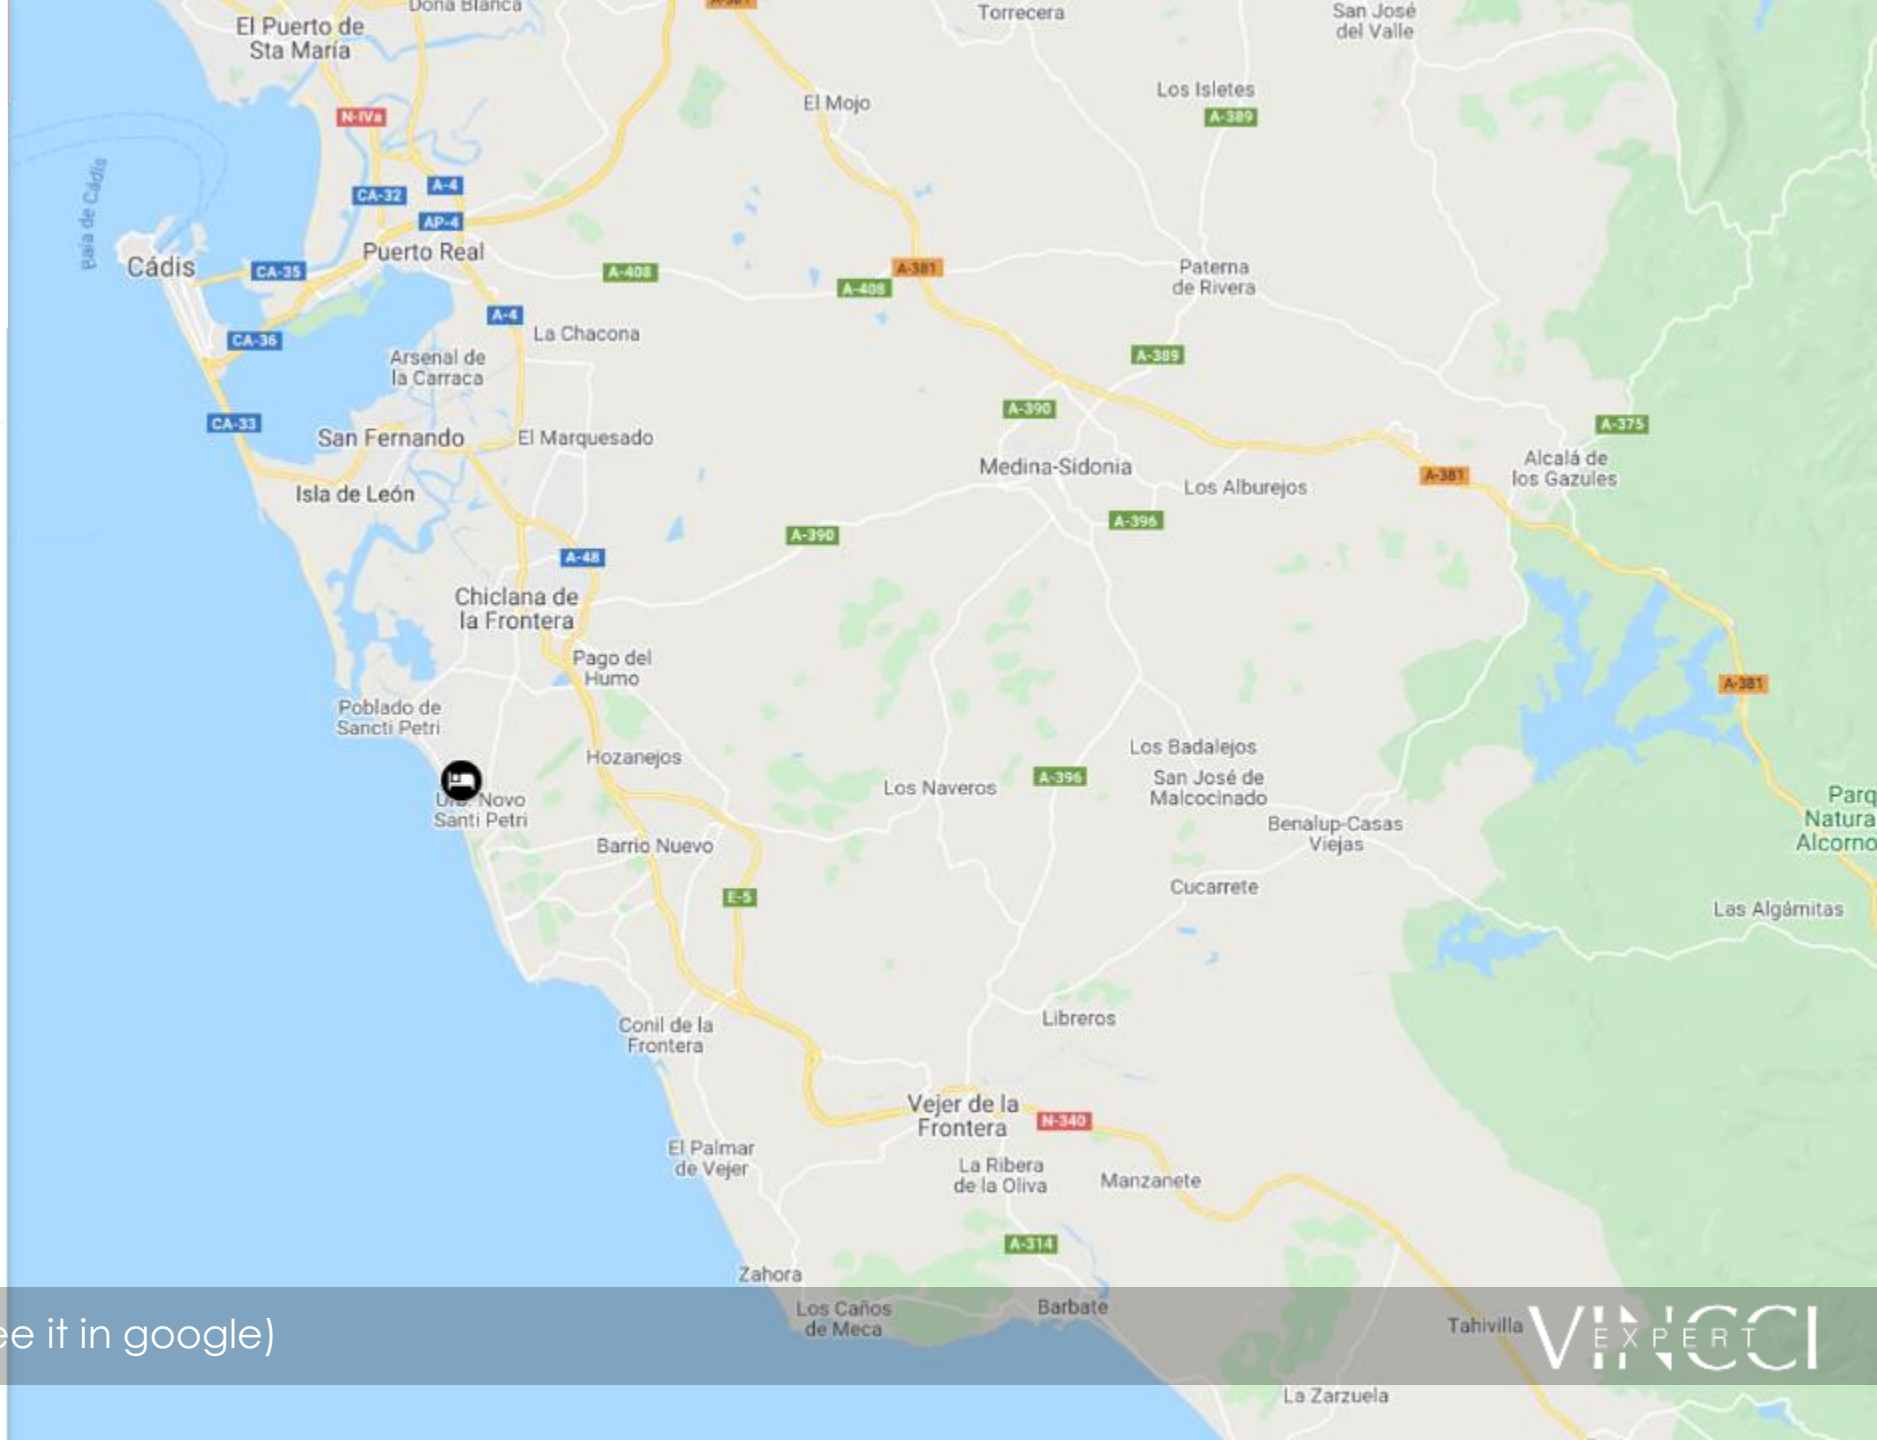 Doña Blanca
El Puerto de
Sta María
Torrecera
San José
del Valle
El Mojo
Los Isletes
A-389
N-IVa
Baía de Cádis
CA-32
A-4
AP-4
Puerto Real
Cádis
CA-35
A-408
A-408
A-381
Paterna
de Rivera
A-4
CA-36
La Chacona
Arsenal de
la Carraca
A-389
A-390
CA-33
San Fernando
El Marquesado
A-375
Medina-Sidonia
Alcalá de
los Gazules
A-381
Isla de León
Los Alburejos
A-390
A-396
A-48
Chiclana de
la Frontera
Pago del
Humo
A-381
Poblado de
Sancti Petri
Hozanejos
Los Badalejos
A-396
San José de
Malcocinado
Los Naveros
Novo
Santi Petri
Parq
Natura
Alcorno
Benalup-Casas
Viejas
Barrio Nuevo
E-5
Cucarrete
Las Algámitas
Conil de la
Frontera
Libreros
Vejer de la
Frontera
N-340
El Palmar
de Vejer
La Ribera
de la Oliva
Manzanete
A-314
Zahora
Los Caños
de Meca
Barbate
Tahivilla
ee it in google)
VINCCI
EXPERT
La Zarzuela